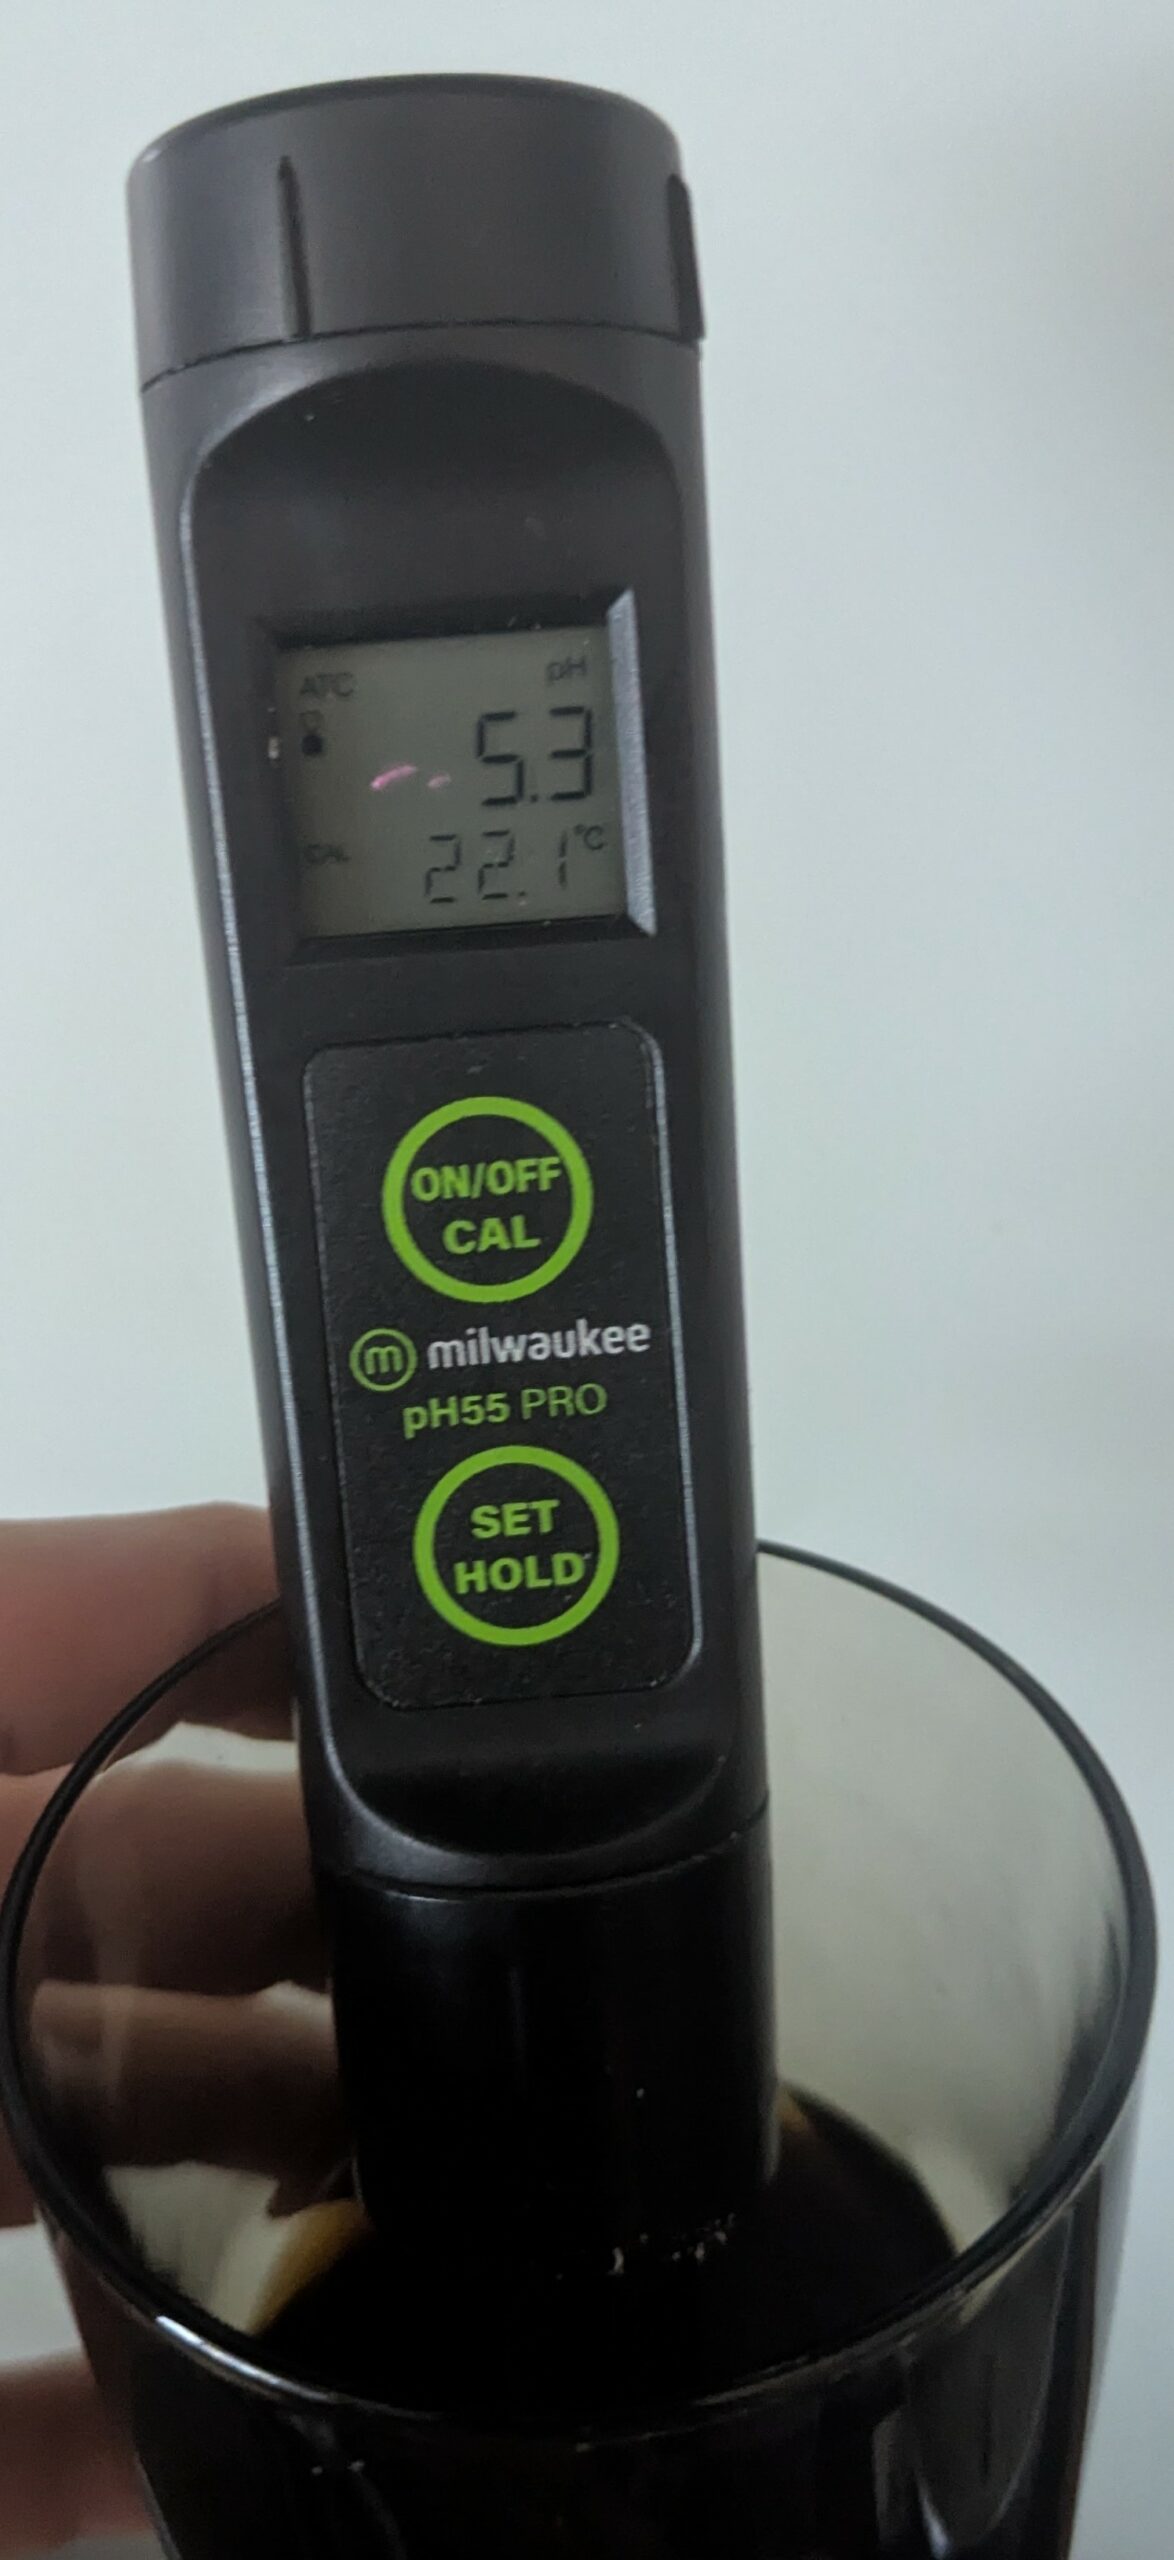 ATC pH
5.3
CAL 22.1 °C
ON/OFF
CAL
m milwaukee
pH55 PRO
SET
HOLD